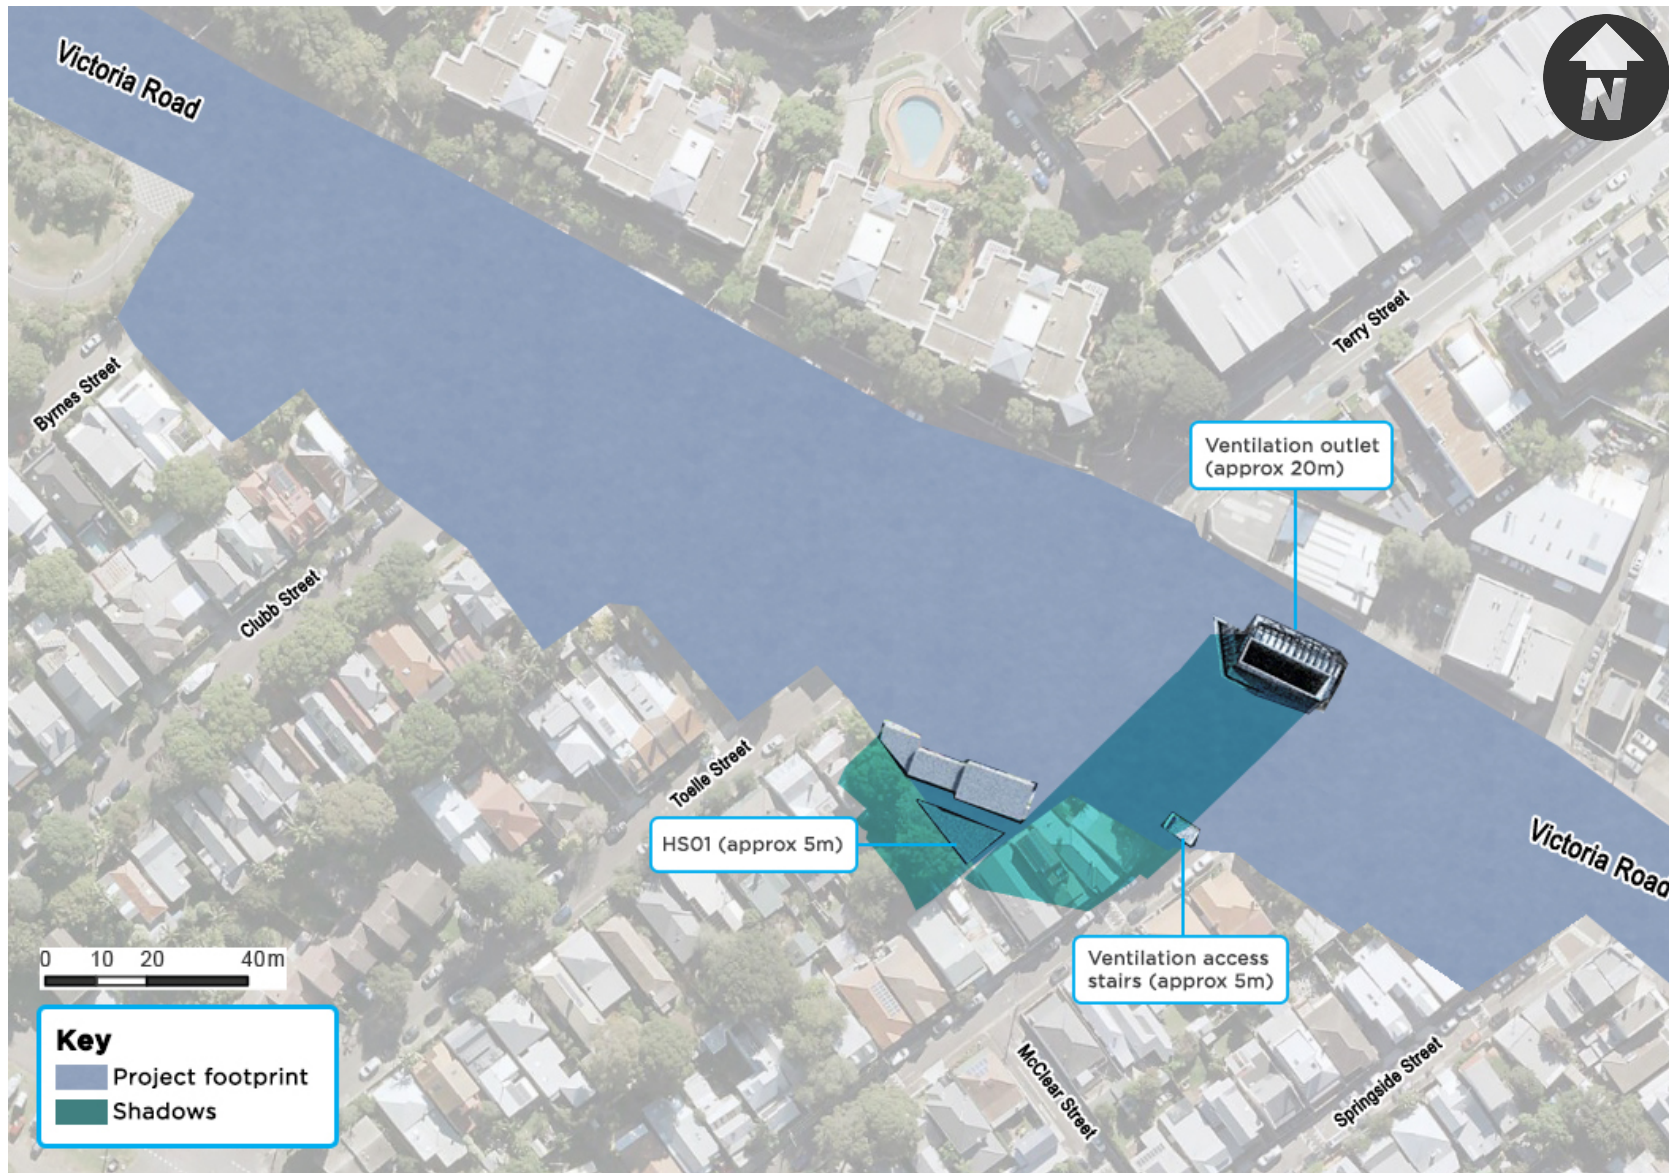 Victoria Road
N
Terry Street
Byrnes Street
Ventilation outlet
(approx 20m)
Clubb Street
Toelle Street
HS01 (approx 5m)
Victoria Road
Ventilation access
stairs (approx 5m)
0 10 20 40m
Key
Project footprint
Shadows
McClear Street
Springside Street